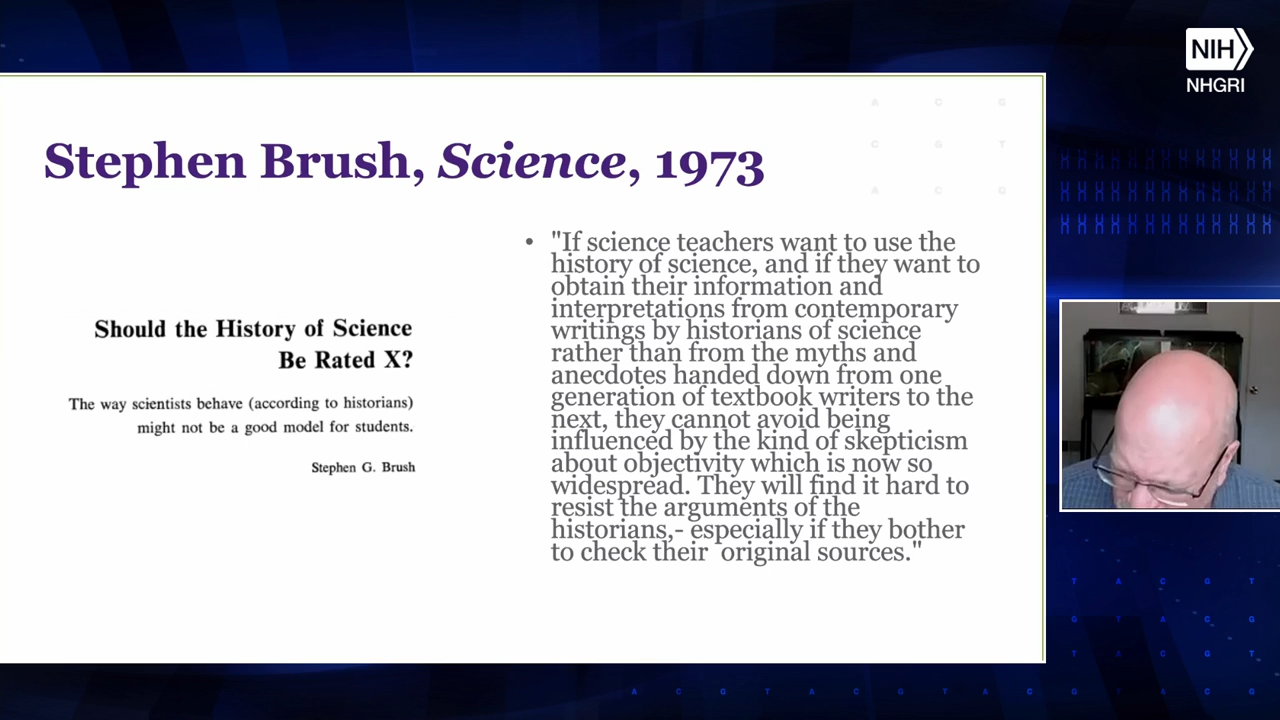 NIH
NHGRI
Stephen Brush, Science, 1973
Should the History of Science
Be Rated X?
The way scientists behave (according to historians)
might not be a good model for students.
Stephen G. Brush
• "If science teachers want to use the
history of science, and if they want to
obtain their information and
interpretations from contemporary
writings by historians of science
rather than from the myths and
anecdotes handed down from one
generation of textbook writers to the
next, they cannot avoid being
influenced by the kind of skepticism
about objectivity which is now so
widespread. They will find it hard to
resist the arguments of the
historians,- especially if they bother
to check their original sources."
A C G
C G T
A C G
T A C G T
G T A C G
T A C G T
A C G T A C G T A C G T A C G